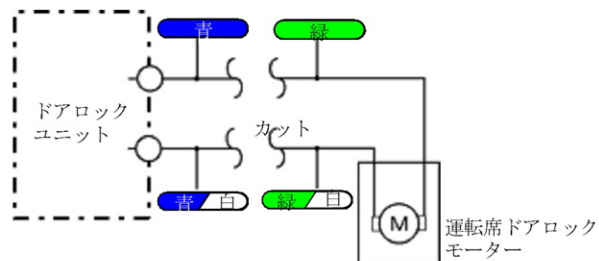 青
緑
ドアロック
ユニット
カット
青 白
緑 白
M
運転席ドアロック
モーター